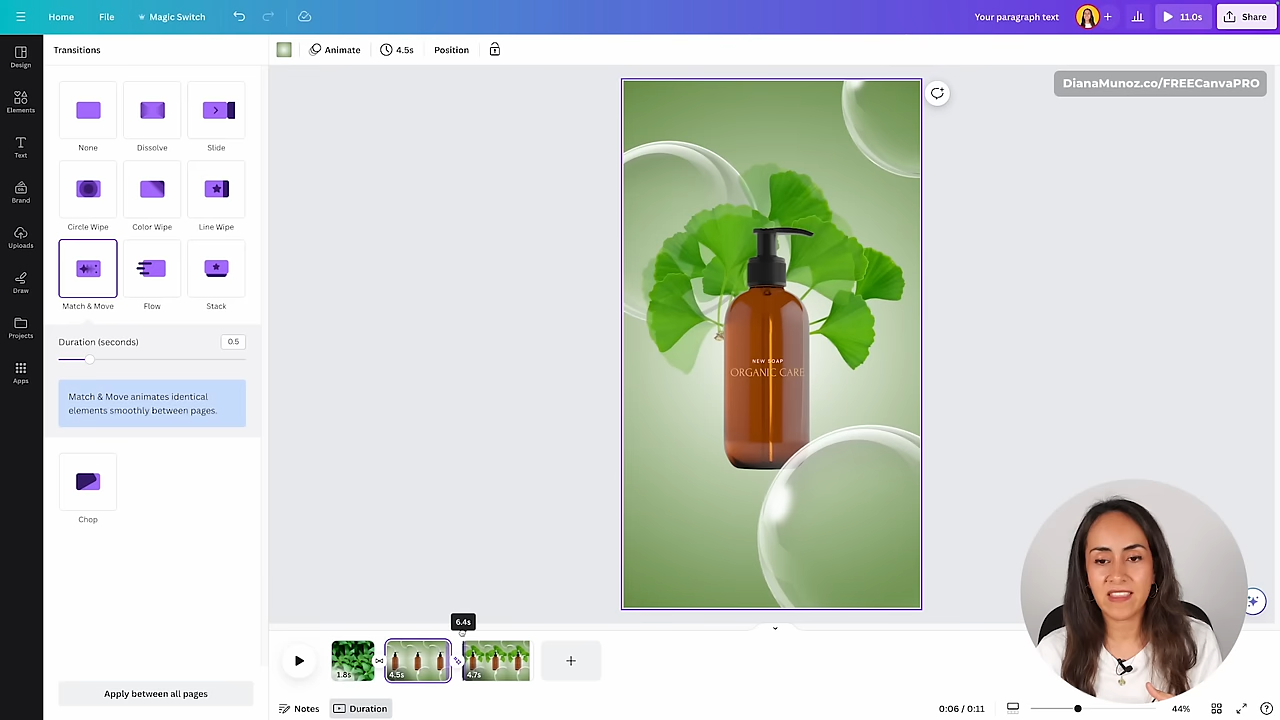 Home File Magic Switch Your paragraph text 11.0s Share
Design
Elements
Text
Brand
Uploads
Draw
Projects
Apps
Transitions
None Dissolve Slide
Circle Wipe Color Wipe Line Wipe
Match & Move Flow Stack
Duration (seconds) 0.5
Match & Move animates identical
elements smoothly between pages.
Chop
Apply between all pages
Animate 4.5s Position
DianaMunoz.co/FREECanvaPRO
NEW SOAP
ORGANIC CARE
6.4s
1.8s 4.5s 4.7s
Notes Duration 0:06 / 0:11 44%